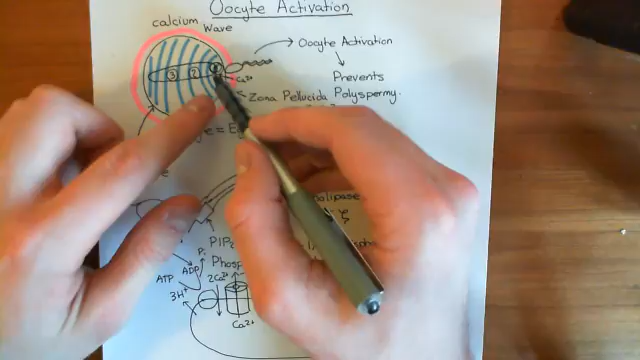 Oocyte Activation
calcium
Wave
Oocyte Activation
Prevents
Polyspermy.
③ ② ①
Ca²⁺
Zona Pellucida
PIP₂
Pᵢ
ADP
ATP
2Ca²⁺
3H⁺
Ca²⁺